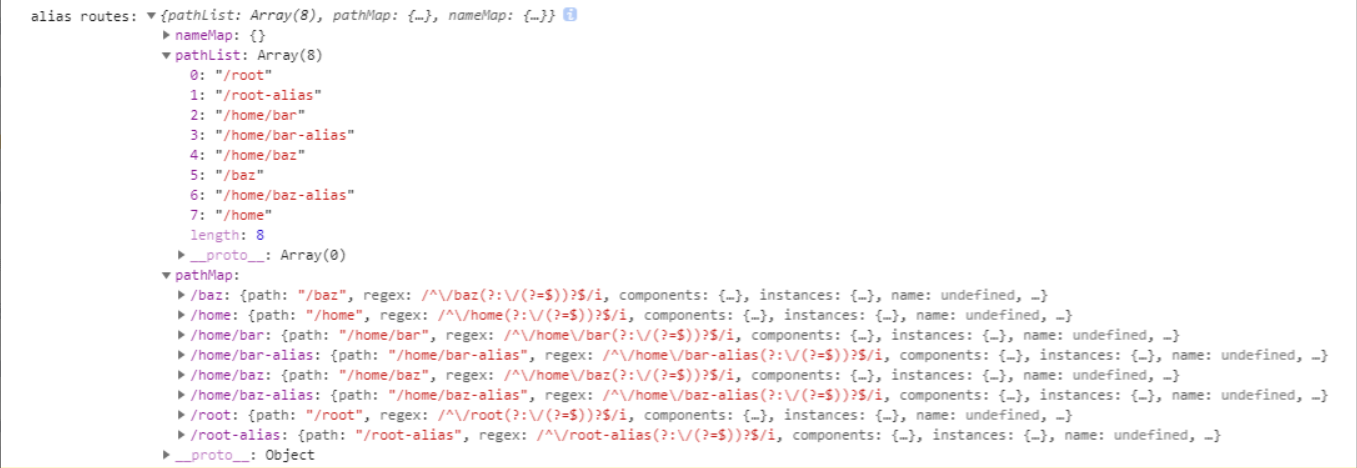 alias routes: ▼{pathList: Array(8), pathMap: {…}, nameMap: {…}} i
▶nameMap: {}
▼pathList: Array(8)
0: "/root"
1: "/root-alias"
2: "/home/bar"
3: "/home/bar-alias"
4: "/home/baz"
5: "/baz"
6: "/home/baz-alias"
7: "/home"
length: 8
▶__proto__: Array(0)
▼pathMap:
▶/baz: {path: "/baz", regex: /^\/baz(?:\/(?=$))?$/i, components: {…}, instances: {…}, name: undefined, …}
▶/home: {path: "/home", regex: /^\/home(?:\/(?=$))?$/i, components: {…}, instances: {…}, name: undefined, …}
▶/home/bar: {path: "/home/bar", regex: /^\/home\/bar(?:\/(?=$))?$/i, components: {…}, instances: {…}, name: undefined, …}
▶/home/bar-alias: {path: "/home/bar-alias", regex: /^\/home\/bar-alias(?:\/(?=$))?$/i, components: {…}, instances: {…}, name: undefined, …}
▶/home/baz: {path: "/home/baz", regex: /^\/home\/baz(?:\/(?=$))?$/i, components: {…}, instances: {…}, name: undefined, …}
▶/home/baz-alias: {path: "/home/baz-alias", regex: /^\/home\/baz-alias(?:\/(?=$))?$/i, components: {…}, instances: {…}, name: undefined, …}
▶/root: {path: "/root", regex: /^\/root(?:\/(?=$))?$/i, components: {…}, instances: {…}, name: undefined, …}
▶/root-alias: {path: "/root-alias", regex: /^\/root-alias(?:\/(?=$))?$/i, components: {…}, instances: {…}, name: undefined, …}
▶__proto__: Object